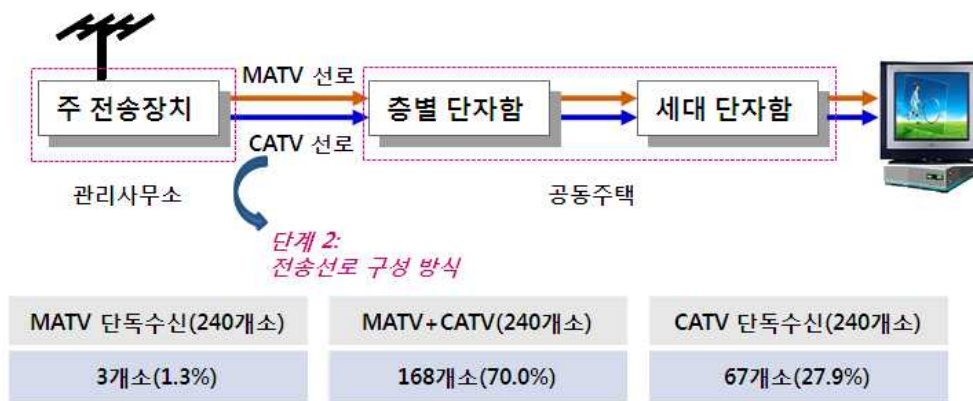 MATV 선로
주 전송장치
층별 단자함
세대 단자함
CATV 선로
관리사무소
공동주택
단계 2:
전송선로 구성 방식
MATV 단독수신(240개소)
MATV+CATV(240개소)
CATV 단독수신(240개소)
3개소(1.3%)
168개소(70.0%)
67개소(27.9%)